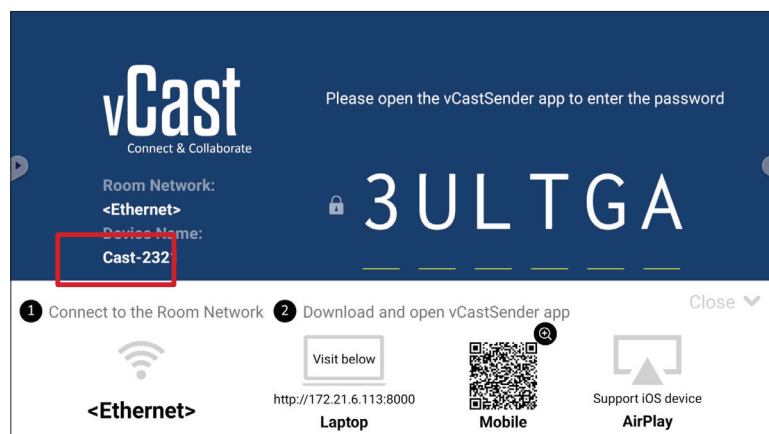 vCast
Connect & Collaborate
Please open the vCastSender app to enter the password
Room Network:
<Ethernet>
Device Name:
3ULTGA
1 Connect to the Room Network
2 Download and open vCastSender app
Close
<Ethernet>
Visit below
http://172.21.6.113:8000
Laptop
Mobile
Support iOS device
AirPlay